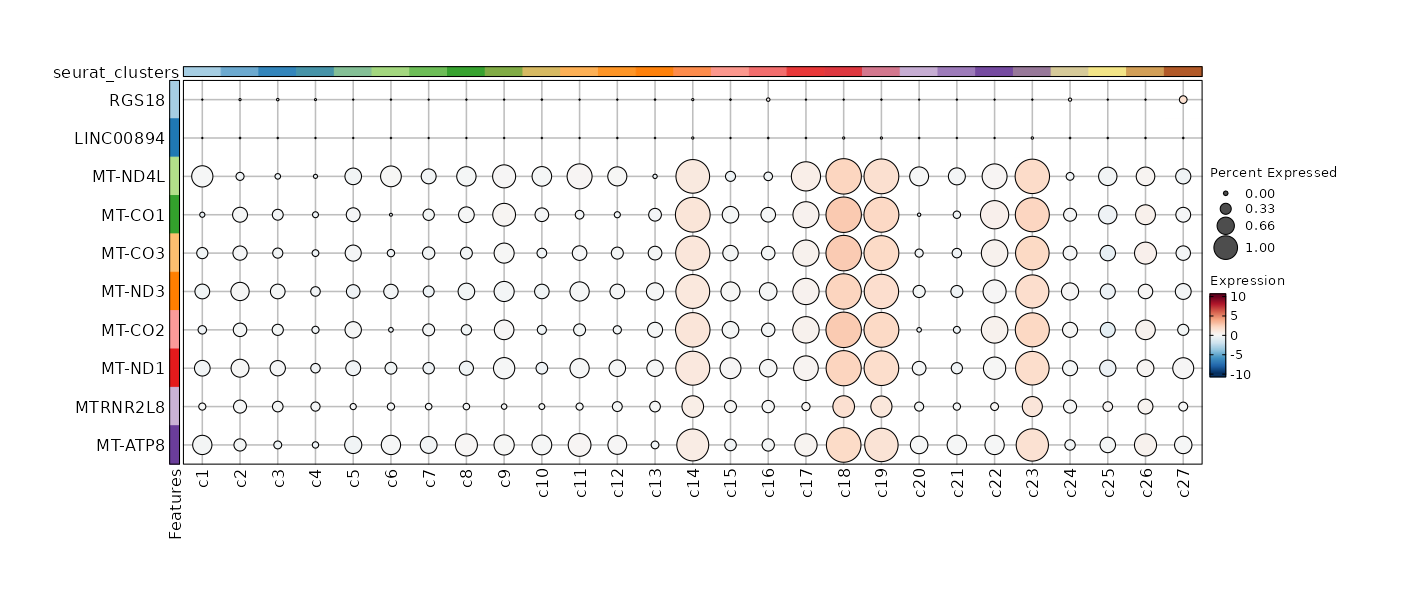 seurat_clusters
RGS18
LINC00894
MT-ND4L
MT-CO1
MT-CO3
MT-ND3
MT-CO2
MT-ND1
MTRNR2L8
MT-ATP8
Features
c1 c2 c3 c4 c5 c6 c7 c8 c9 c10 c11 c12 c13 c14 c15 c16 c17 c18 c19 c20 c21 c22 c23 c24 c25 c26 c27
Percent Expressed
0.00
0.33
0.66
1.00
Expression
10
5
0
-5
-10